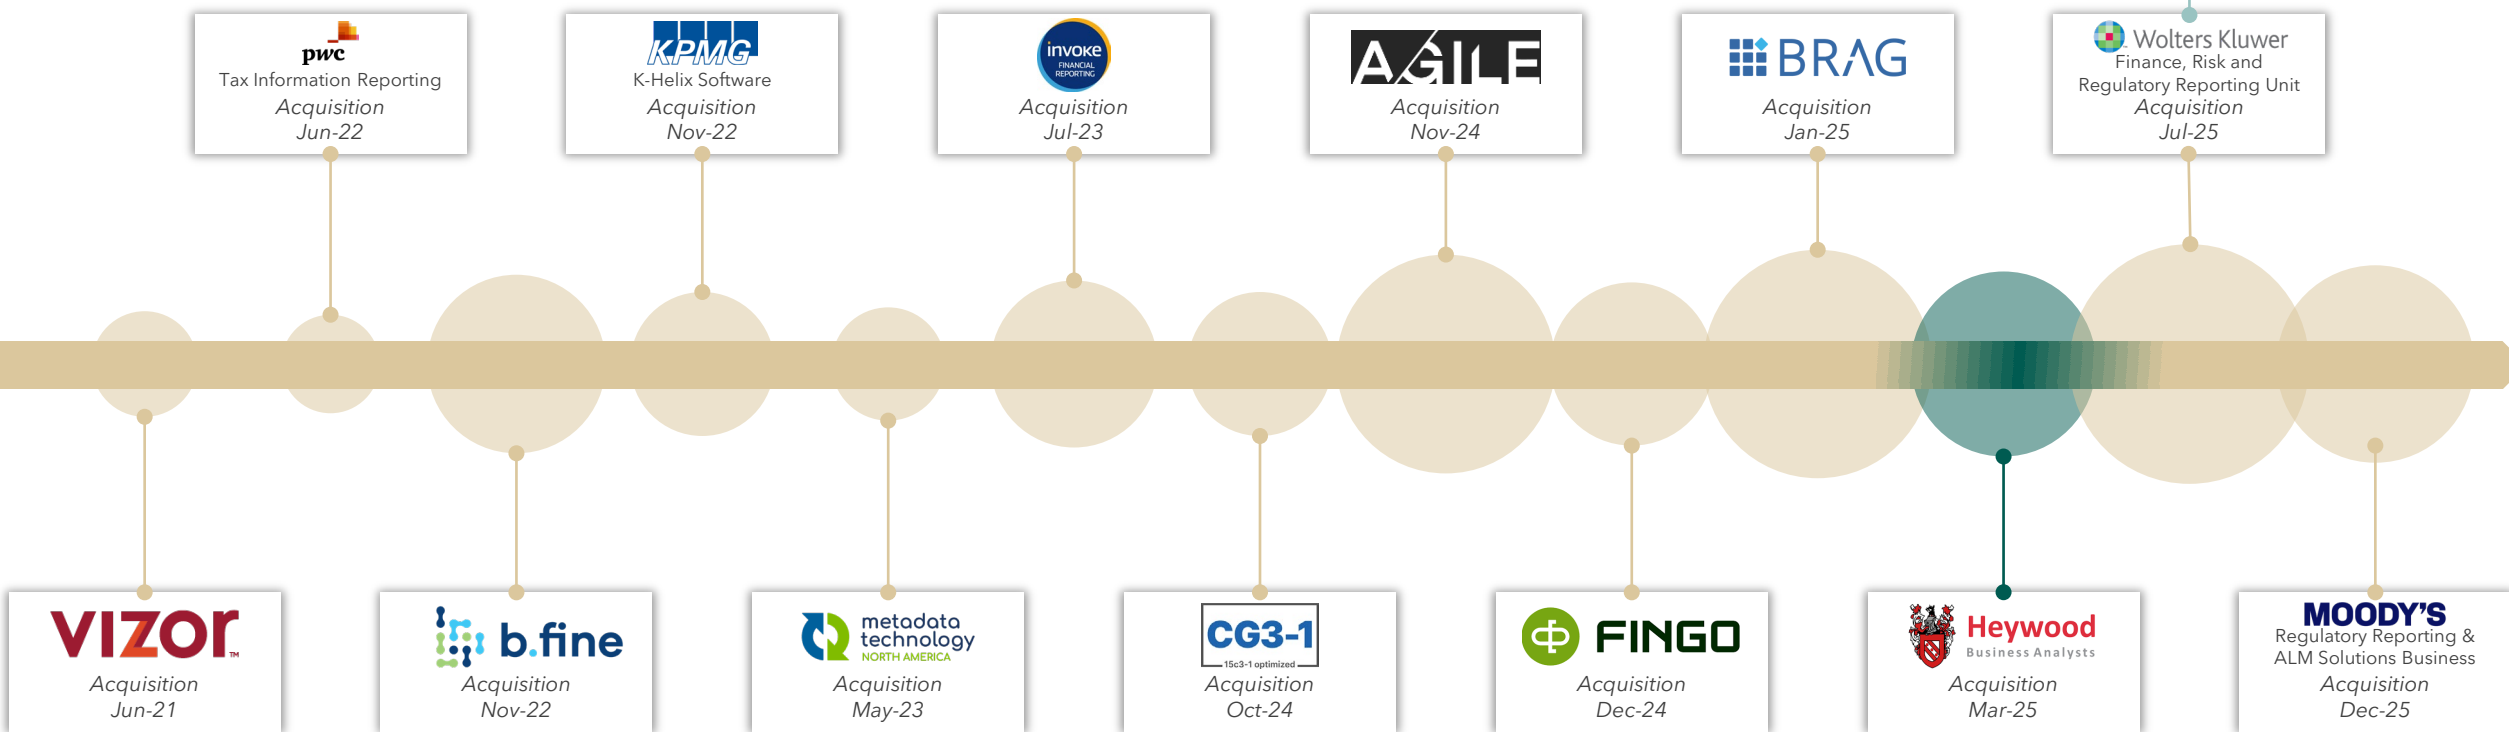 pwc
Tax Information Reporting
Acquisition
Jun-22
KPMG
K-Helix Software
Acquisition
Nov-22
invoke
FINANCIAL
REPORTING
Acquisition
Jul-23
AGILE
Acquisition
Nov-24
BRAG
Acquisition
Jan-25
Wolters Kluwer
Finance, Risk and
Regulatory Reporting Unit
Acquisition
Jul-25
VIZOR™
Acquisition
Jun-21
b.fine
Acquisition
Nov-22
metadata
technology
NORTH AMERICA
Acquisition
May-23
CG3-1
15c3-1 optimized
Acquisition
Oct-24
FINGO
Acquisition
Dec-24
Heywood
Business Analysts
Acquisition
Mar-25
MOODY'S
Regulatory Reporting &
ALM Solutions Business
Acquisition
Dec-25